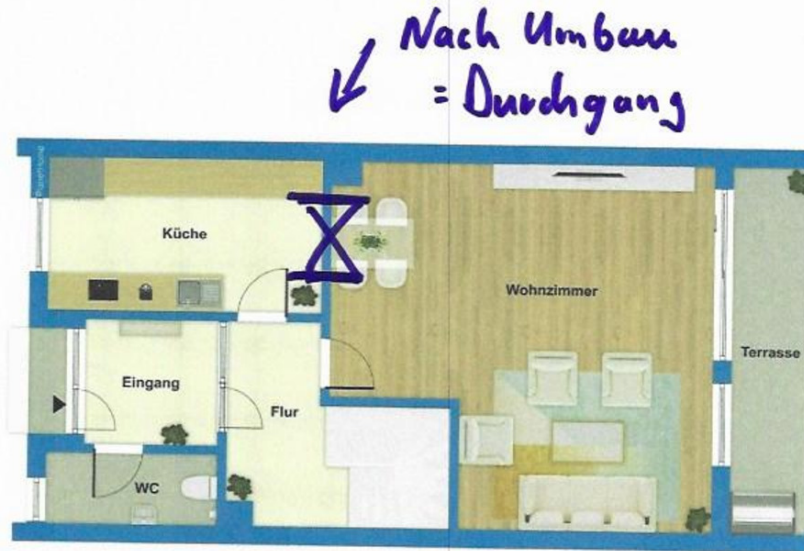 Nach Umbau
= Durchgang
Küche
Wohnzimmer
Terrasse
Eingang
Flur
WC